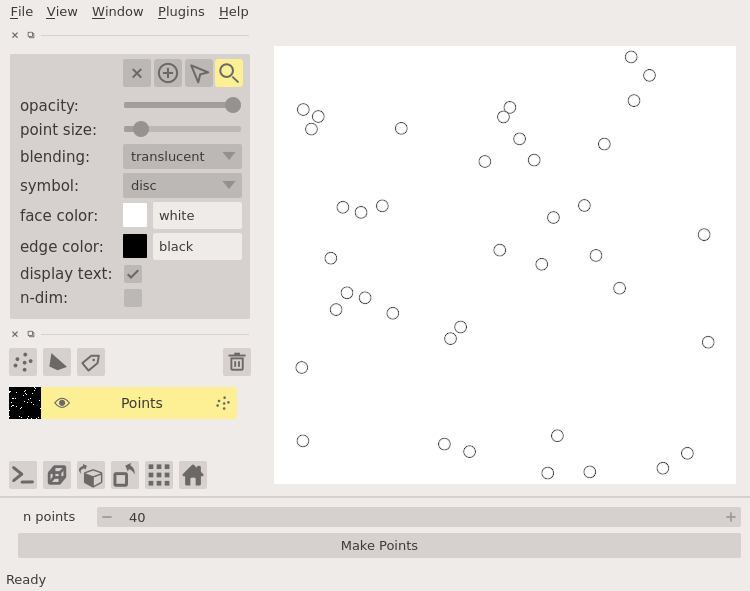 File View Window Plugins Help
opacity:
point size:
blending: translucent
symbol: disc
face color: white
edge color: black
display text:
n-dim:
Points
n points 40
Make Points
Ready